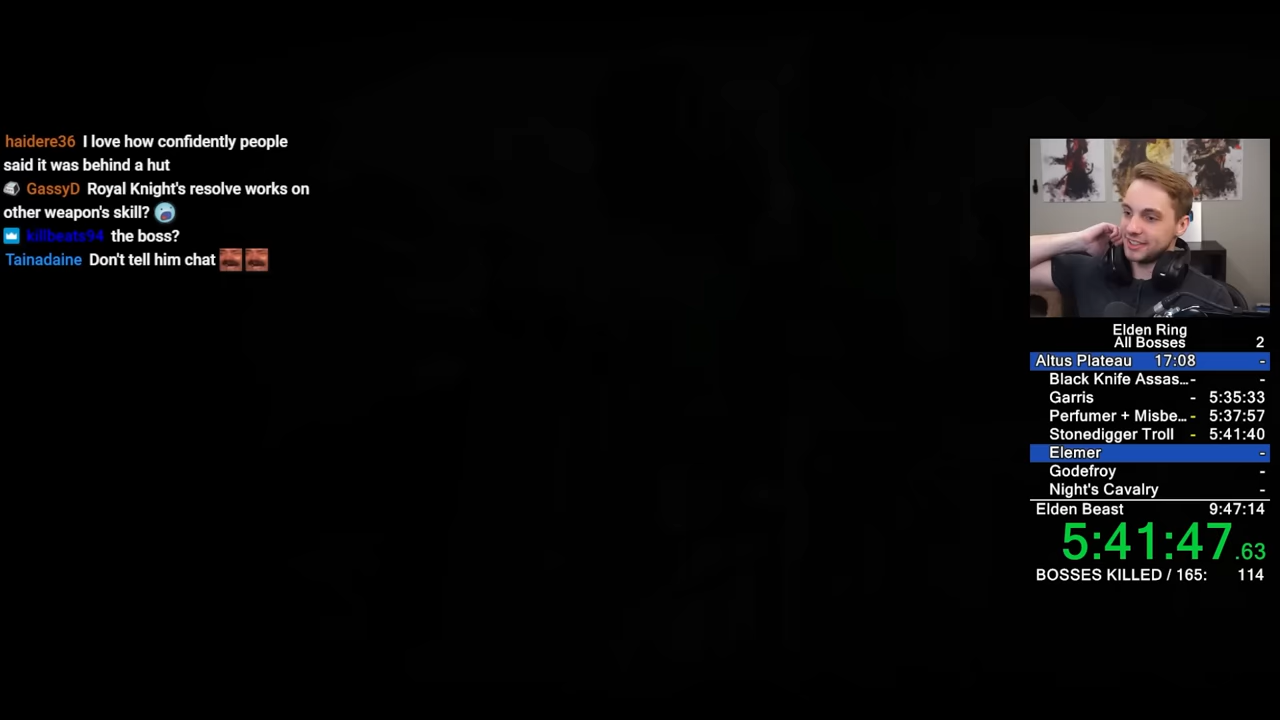 haidere36 I love how confidently people
said it was behind a hut
GassyD Royal Knight's resolve works on
other weapon's skill?
killbeats94 the boss?
Tainadaine Don't tell him chat
Elden Ring
All Bosses 2
Altus Plateau 17:08 -
Black Knife Assas... - -
Garris - 5:35:33
Perfumer + Misbe... - 5:37:57
Stonedigger Troll - 5:41:40
Elemer -
Godefroy -
Night's Cavalry -
Elden Beast 9:47:14
5:41:47.63
BOSSES KILLED / 165: 114